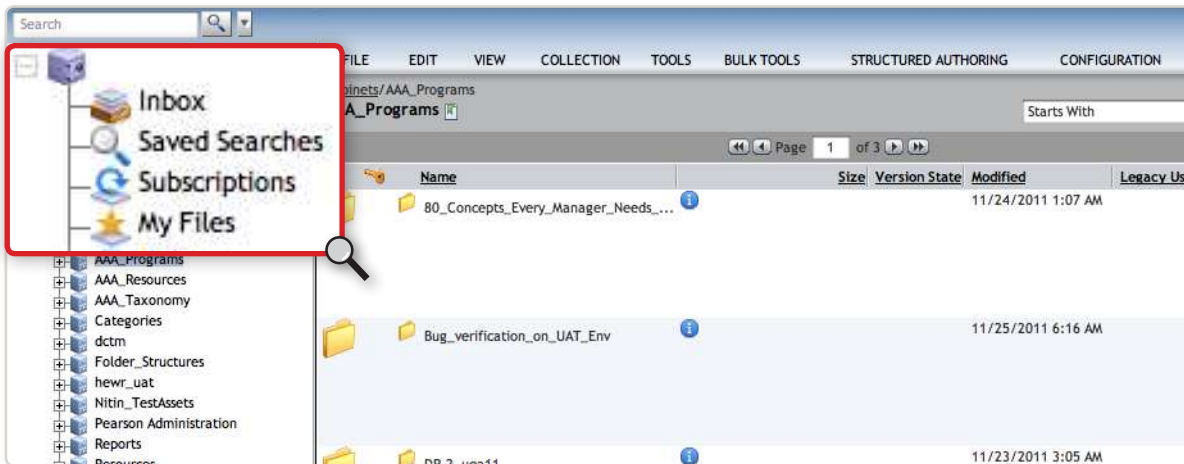 Search
FILE EDIT VIEW COLLECTION TOOLS BULK TOOLS STRUCTURED AUTHORING CONFIGURATION
Inbox
Saved Searches
Subscriptions
My Files
binets/AAA_Programs
A_Programs
Starts With
Page 1 of 3
Name Size Version State Modified Legacy Us
80_Concepts_Every_Manager_Needs_... 11/24/2011 1:07 AM
AAA_Programs
AAA_Resources
AAA_Taxonomy
Categories
dctm
Folder_Structures
hewr_uat
Nitin_TestAssets
Pearson Administration
Reports
Resources
Bug_verification_on_UAT_Env 11/25/2011 6:16 AM
11/23/2011 3:05 AM